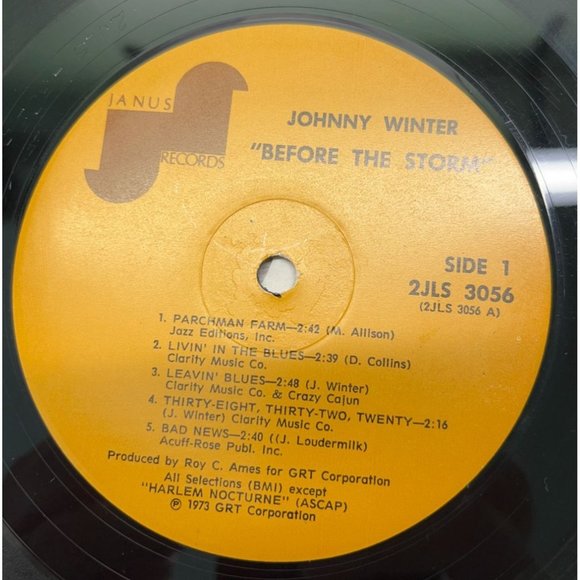 JANUS
RECORDS
JOHNNY WINTER
"BEFORE THE STORM"
SIDE 1
2JLS 3056
(2JLS 3056 A)
1. PARCHMAN FARM—2:42 (M. Allison)
Jazz Editions, Inc.
2. LIVIN' IN THE BLUES—2:39 (D. Collins)
Clarity Music Co.
3. LEAVIN' BLUES—2:48 (J. Winter)
Clarity Music Co. & Crazy Cajun
4. THIRTY-EIGHT, THIRTY-TWO, TWENTY—2:16
(J. Winter) Clarity Music Co.
5. BAD NEWS—2:40 ((J. Loudermilk)
Acuff-Rose Publ. Inc.
Produced by Roy C. Ames for GRT Corporation
All Selections (BMI) except
"HARLEM NOCTURNE" (ASCAP)
℗ 1973 GRT Corporation